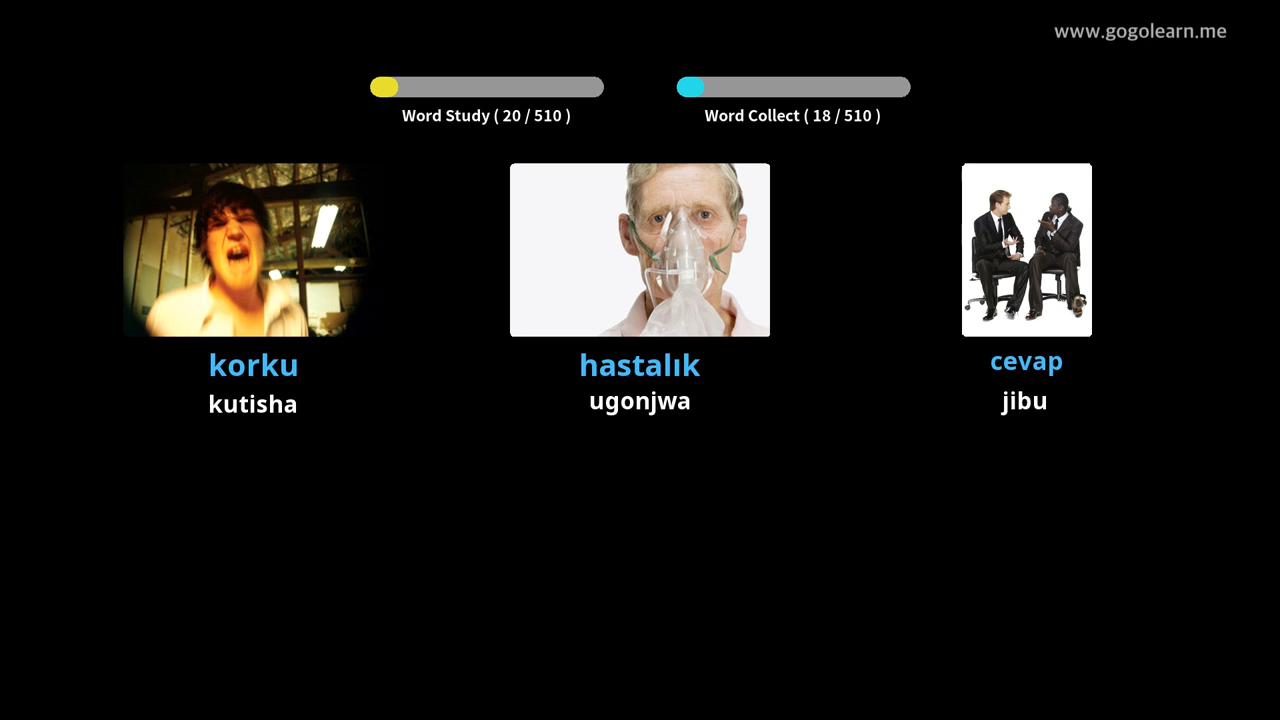 www.gogolearn.me
Word Study ( 20 / 510 )
Word Collect ( 18 / 510 )
korku
kutisha
hastalık
ugonjwa
cevap
jibu